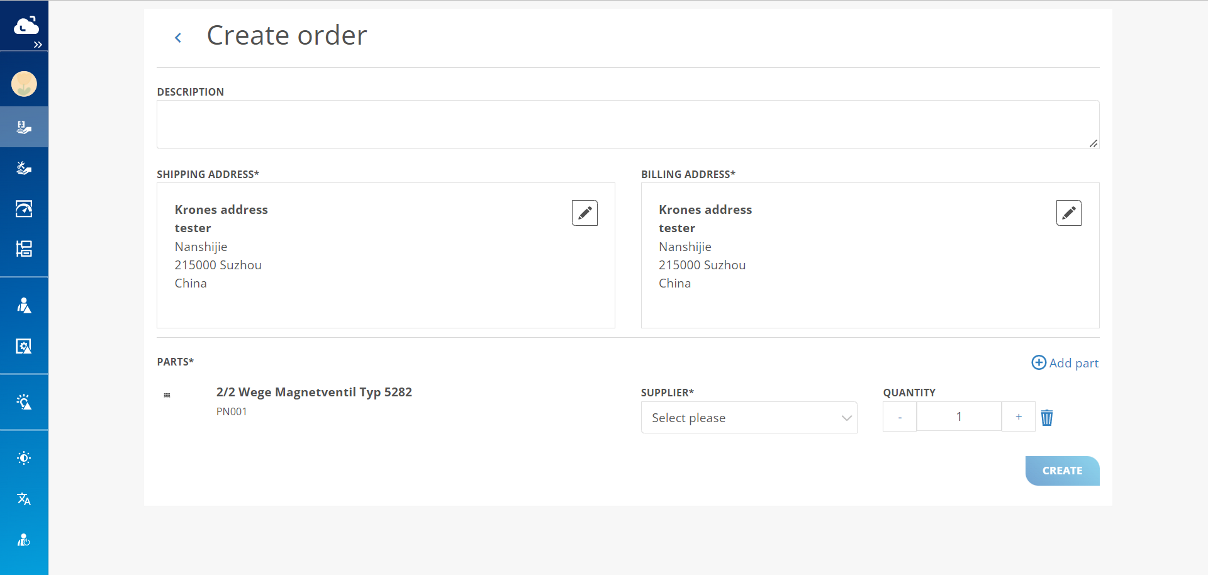 Create order
DESCRIPTION
SHIPPING ADDRESS*
BILLING ADDRESS*
Krones address
tester
Nanshijie
215000 Suzhou
China
Krones address
tester
Nanshijie
215000 Suzhou
China
PARTS*
Add part
2/2 Wege Magnetventil Typ 5282
PN001
SUPPLIER*
Select please
QUANTITY
- 1 +
CREATE